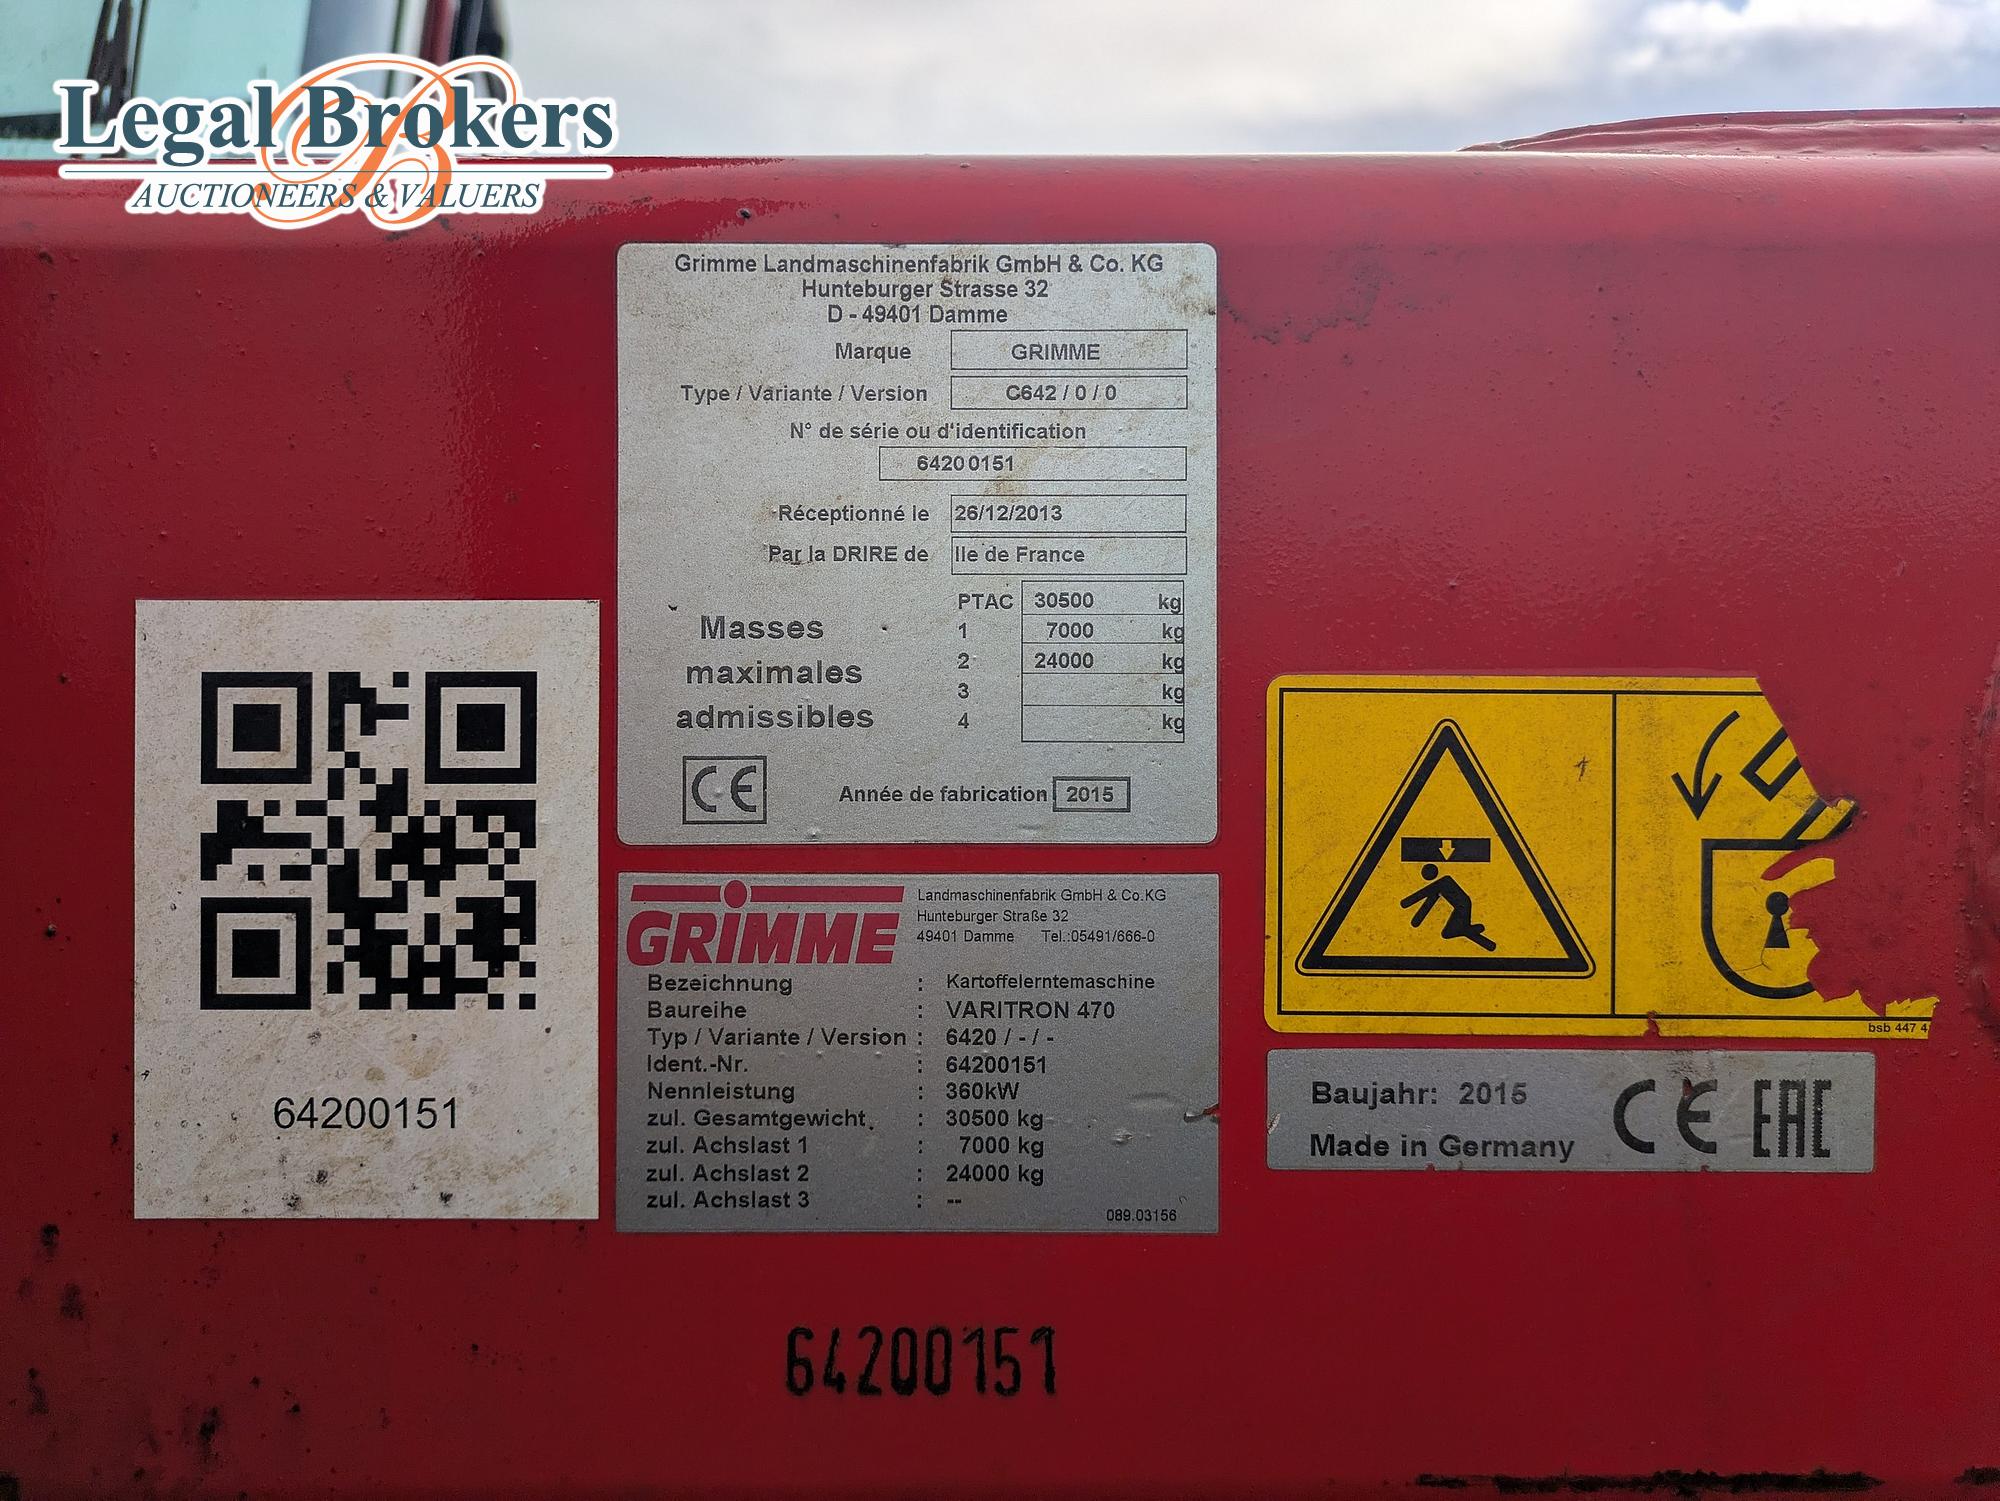 Legal Brokers
AUCTIONEERS & VALUERS
Grimme Landmaschinenfabrik GmbH & Co. KG
Hunteburger Strasse 32
D - 49401 Damme
Marque GRIMME
Type / Variante / Version C642 / 0 / 0
N° de série ou d'identification
64200151
Réceptionné le 26/12/2013
Par la DRIRE de Ile de France
Masses maximales admissibles
PTAC 30500 kg
1 7000 kg
2 24000 kg
3 kg
4 kg
CE Année de fabrication 2015
64200151
GRIMME
Landmaschinenfabrik GmbH & Co.KG
Hunteburger Straße 32
49401 Damme Tel.:05491/666-0
Bezeichnung : Kartoffelerntemaschine
Baureihe : VARITRON 470
Typ / Variante / Version : 6420 / - / -
Ident.-Nr. : 64200151
Nennleistung : 360kW
zul. Gesamtgewicht : 30500 kg
zul. Achslast 1 : 7000 kg
zul. Achslast 2 : 24000 kg
zul. Achslast 3 : --
089.03156
bsb 447 4
Baujahr: 2015
Made in Germany
CE EAC
64200151